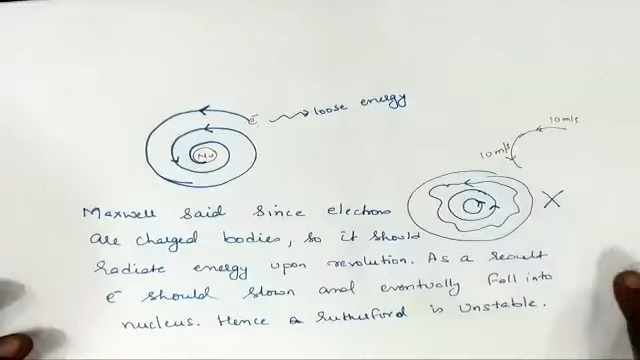 e⁻ → loose energy
Nu
10m/s
10m/s
Maxwell said since electrons
are charged bodies, so it should
radiate energy upon revolution. As a result
e⁻ should slown and eventually fall into
nucleus. Hence a Rutherford is Unstable.